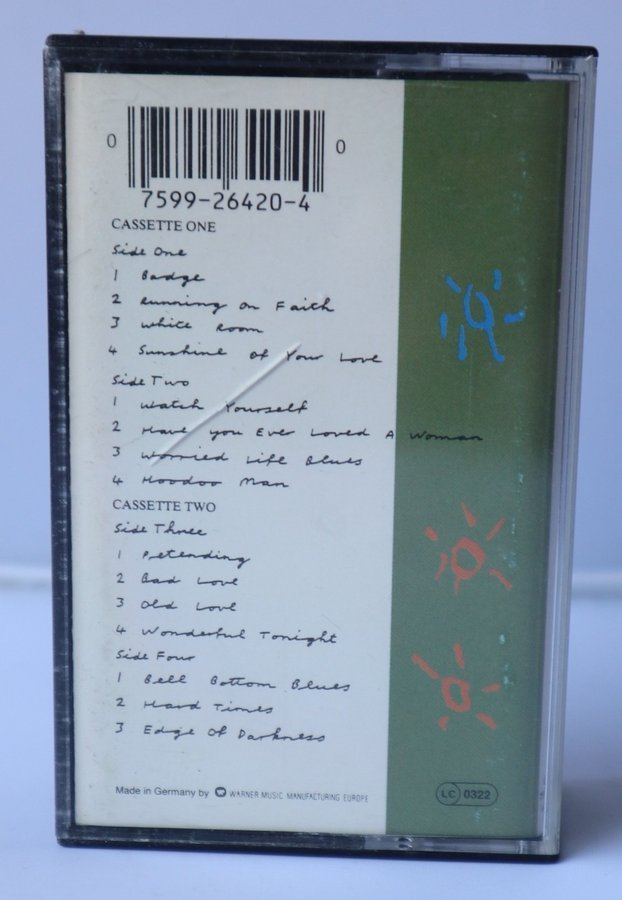 0 0
7599-26420-4
CASSETTE ONE
Side One
1 Badge
2 Running on Faith
3 White Room
4 Sunshine of Your Love
Side Two
1 Watch Yourself
2 Have you Ever Loved A Woman
3 Worried Life Blues
4 Hoodoo Man
CASSETTE TWO
Side Three
1 Petending
2 Bad Love
3 Old Love
4 Wonderful Tonight
Side Four
1 Bell Bottom Blues
2 Hard Times
3 Edge Of Darkness
Made in Germany by WARNER MUSIC MANUFACTURING EUROPE
LC 0322